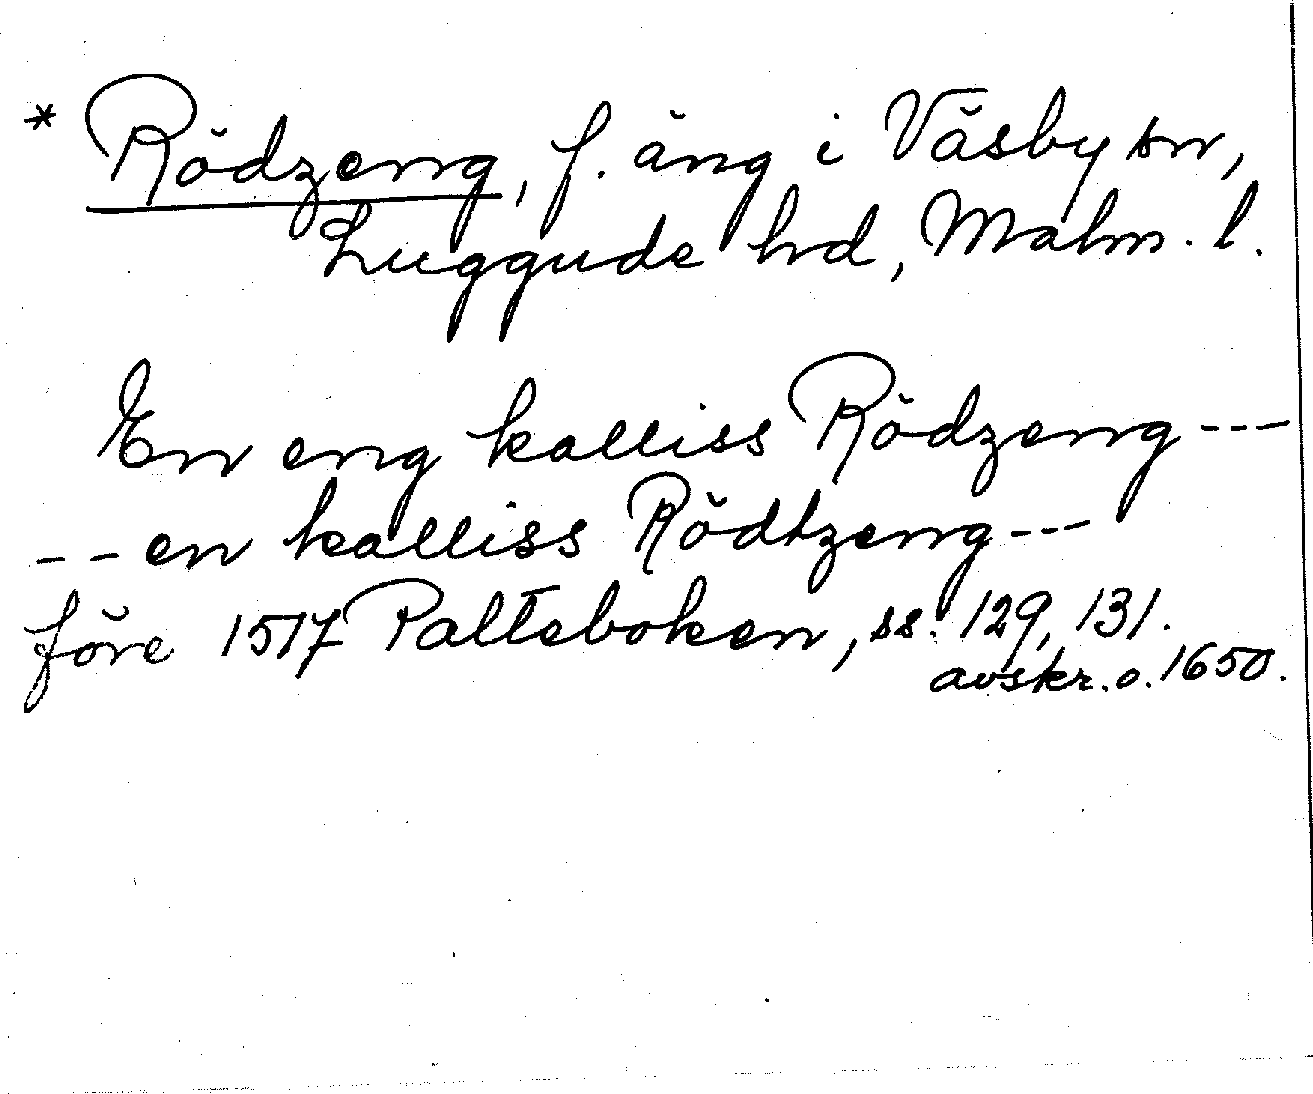 * Rödzeng, f. äng i Väsby sn,
Luggude hd, Malm. l.
En eng kalliss Rödzeng ---
-- en kalliss Rödtzeng ---
före 1517 Palteboken, ss. 129, 131.
avskr. o. 1650.